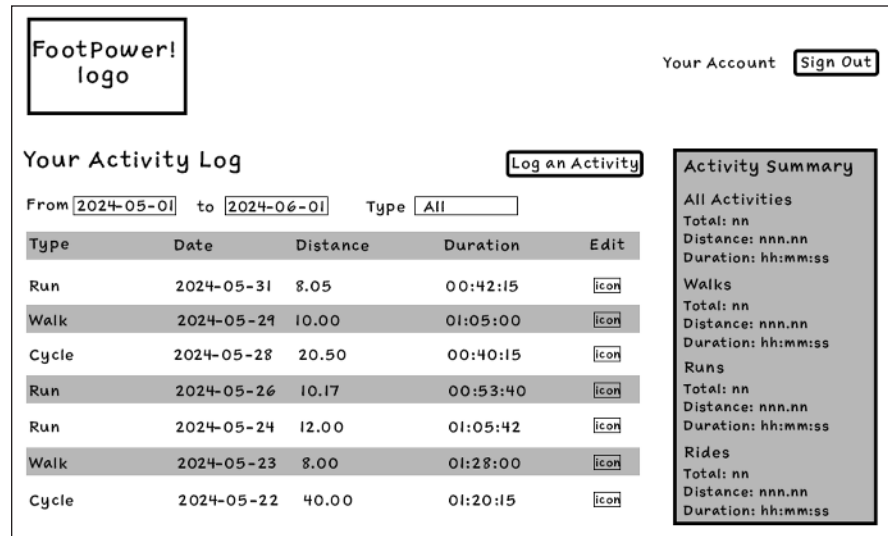 FootPower!
logo
Your Account Sign Out
Your Activity Log
Log an Activity
From 2024-05-01 to 2024-06-01 Type All
Type Date Distance Duration Edit
Run 2024-05-31 8.05 00:42:15 icon
Walk 2024-05-29 10.00 01:05:00 icon
Cycle 2024-05-28 20.50 00:40:15 icon
Run 2024-05-26 10.17 00:53:40 icon
Run 2024-05-24 12.00 01:05:42 icon
Walk 2024-05-23 8.00 01:28:00 icon
Cycle 2024-05-22 40.00 01:20:15 icon
Activity Summary
All Activities
Total: nn
Distance: nnn.nn
Duration: hh:mm:ss
Walks
Total: nn
Distance: nnn.nn
Duration: hh:mm:ss
Runs
Total: nn
Distance: nnn.nn
Duration: hh:mm:ss
Rides
Total: nn
Distance: nnn.nn
Duration: hh:mm:ss